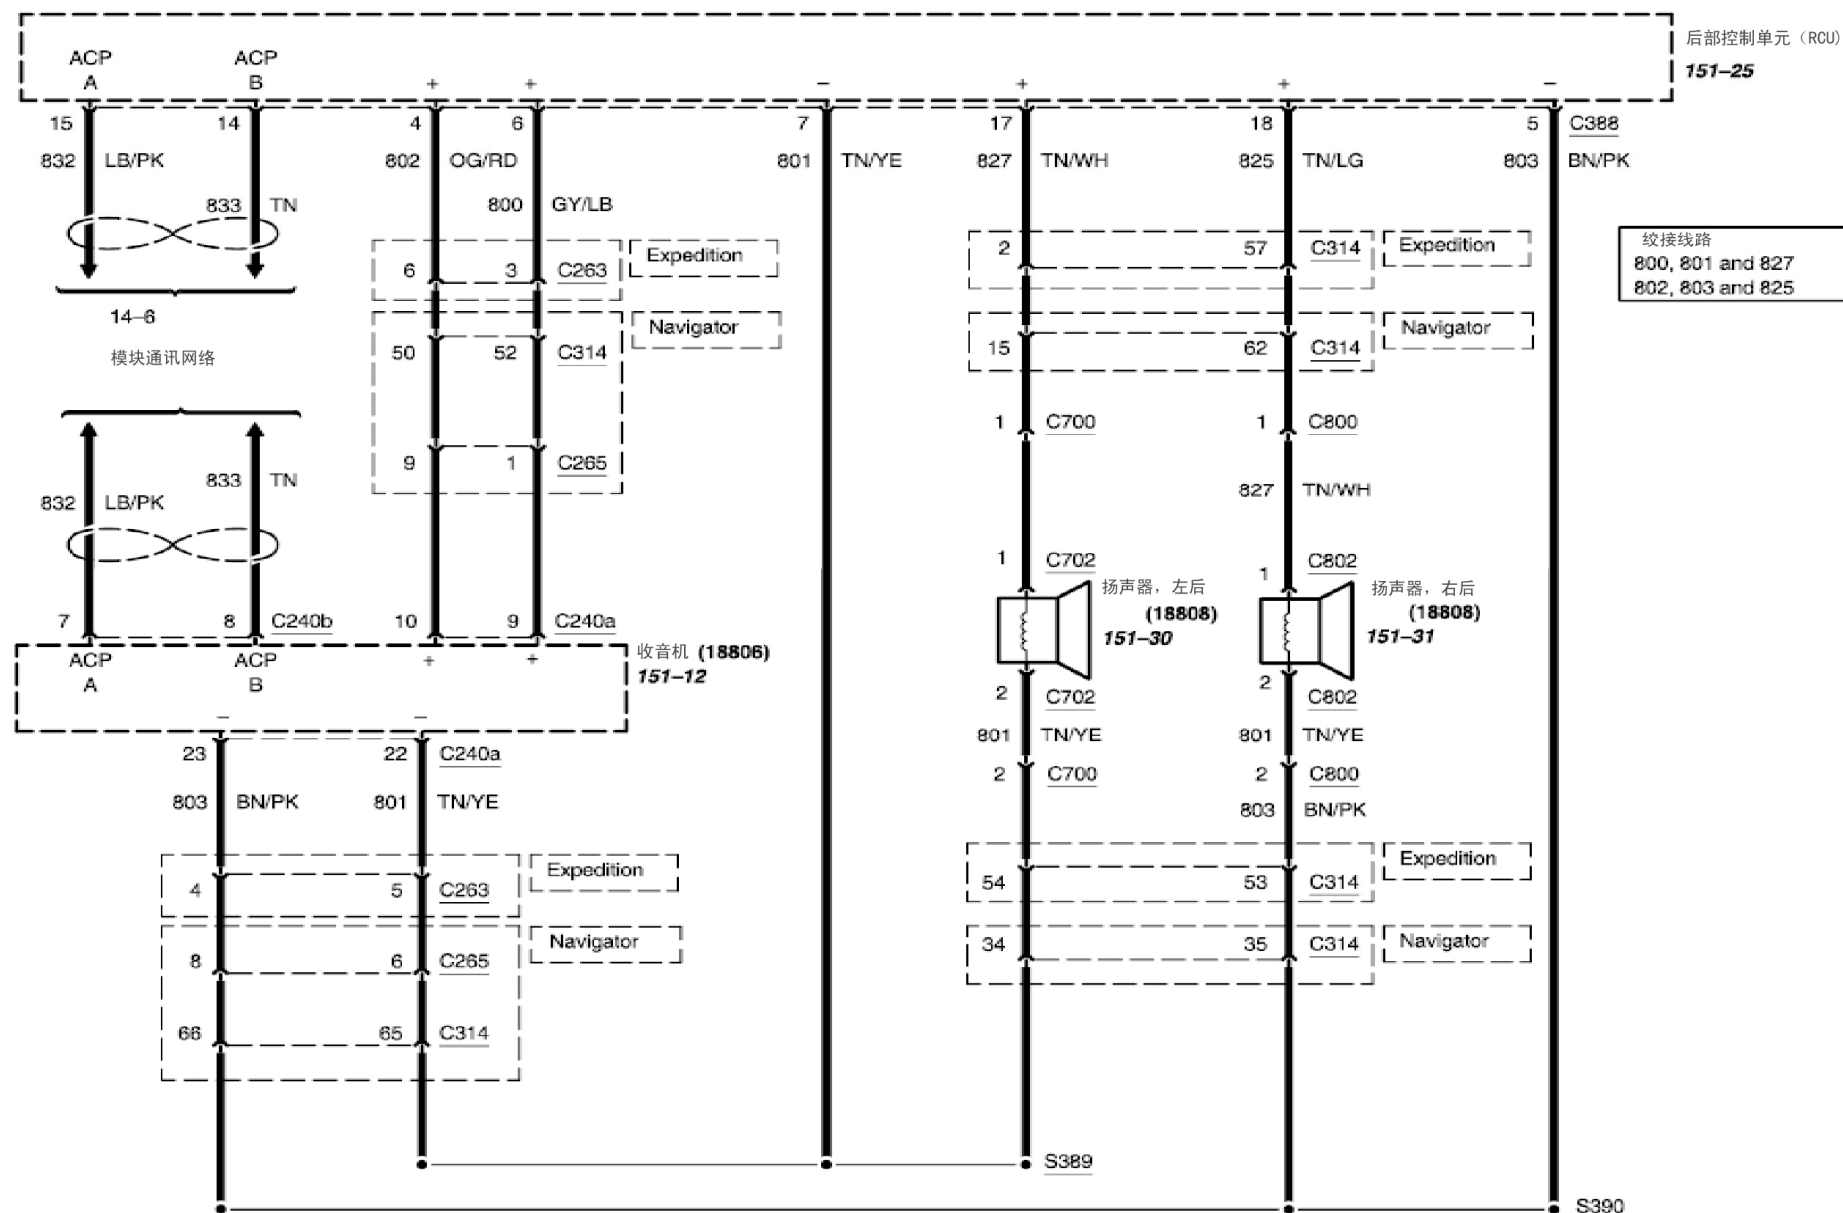 后部控制单元（RCU）
151–25
ACP
A
ACP
B
+ + – + + –
15 14 4 6 7 17 18 5 C388
832 LB/PK 802 OG/RD 801 TN/YE 827 TN/WH 825 TN/LG 803 BN/PK
833 TN 800 GY/LB
绞接线路
800, 801 and 827
802, 803 and 825
6 3 C263 Expedition
2 57 C314 Expedition
14–6
模块通讯网络
50 52 C314 Navigator
15 62 C314 Navigator
9 1 C265
1 C700 1 C800
833 TN
832 LB/PK
827 TN/WH
1 C702 1 C802
扬声器，左后
(18808)
151–30
扬声器，右后
(18808)
151–31
7 8 C240b 10 9 C240a
ACP
A
ACP
B
+ +
收音机 (18806)
151–12
– –
2 C702 2 C802
801 TN/YE 801 TN/YE
23 22 C240a
2 C700 2 C800
803 BN/PK 801 TN/YE
803 BN/PK
4 5 C263 Expedition
54 53 C314 Expedition
8 6 C265 Navigator
34 35 C314 Navigator
66 65 C314
S389
S390